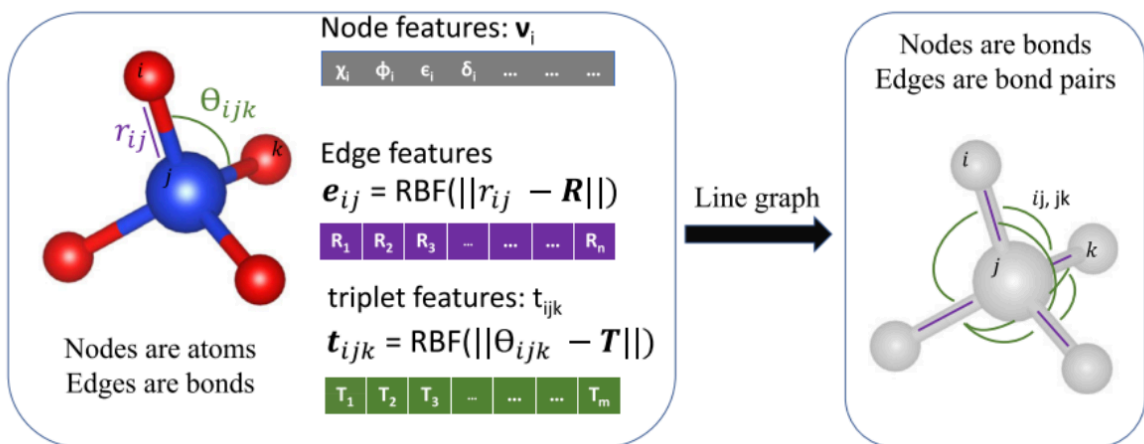 i
Θᵢⱼₖ
rᵢⱼ
j
k
Nodes are atoms
Edges are bonds
Node features: vᵢ
χᵢ ϕᵢ ϵᵢ δᵢ ... ... ...
Edge features
eᵢⱼ = RBF(||rᵢⱼ − R||)
R₁ R₂ R₃ ... ... ... Rₙ
triplet features: tᵢⱼₖ
tᵢⱼₖ = RBF(||Θᵢⱼₖ − T||)
T₁ T₂ T₃ ... ... ... Tₘ
Line graph
Nodes are bonds
Edges are bond pairs
i
ij, jk
j
k